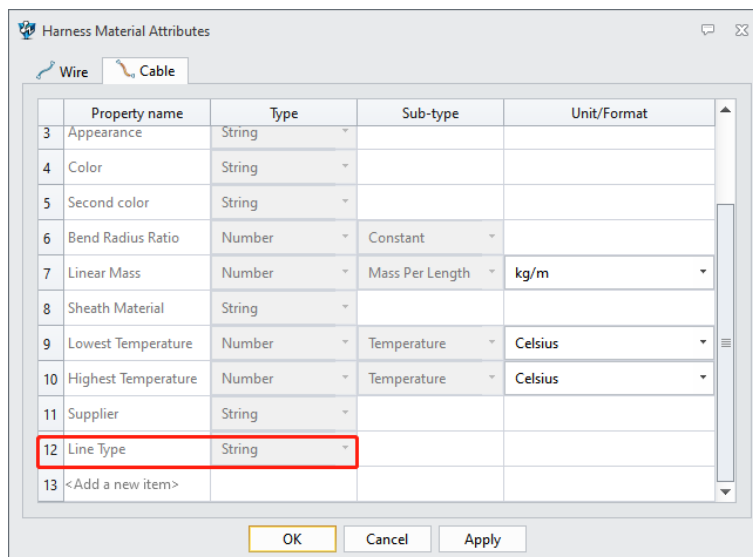 Harness Material Attributes
Wire Cable
Property name Type Sub-type Unit/Format
3 Appearance String
4 Color String
5 Second color String
6 Bend Radius Ratio Number Constant
7 Linear Mass Number Mass Per Length kg/m
8 Sheath Material String
9 Lowest Temperature Number Temperature Celsius
10 Highest Temperature Number Temperature Celsius
11 Supplier String
12 Line Type String
13 <Add a new item>
OK Cancel Apply